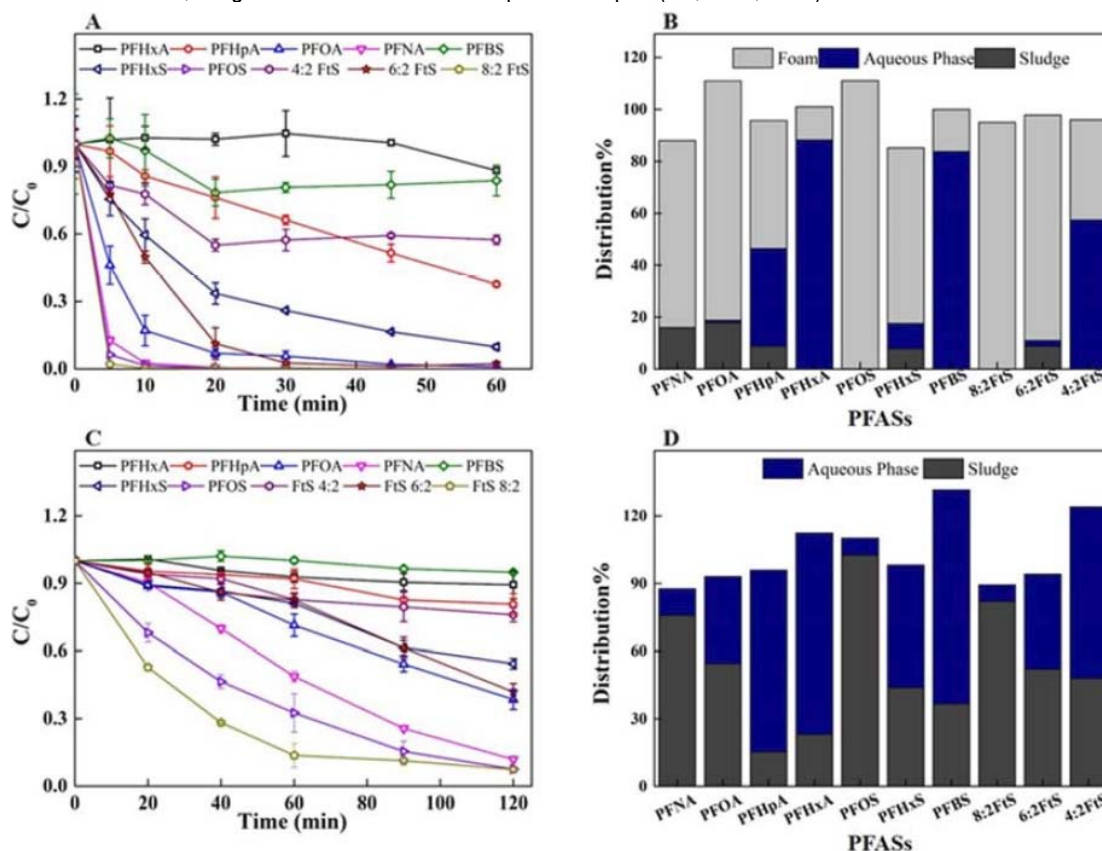 A
PFHxA PFHpA PFOA PFNA PFBS
PFHxS PFOS 4:2 FtS 6:2 FtS 8:2 FtS
1.2
0.9
0.6
0.3
0.0
C/C0
0 10 20 30 40 50 60
Time (min)
B
Foam Aqueous Phase Sludge
120
100
80
60
40
20
0
Distribution%
PFNA PFOA PFHpA PFHxA PFOS PFHxS PFBS 8:2FtS 6:2FtS 4:2FtS
PFASs
C
PFHxA PFHpA PFOA PFNA PFBS
PFHxS PFOS FtS 4:2 FtS 6:2 FtS 8:2
1.2
0.9
0.6
0.3
0.0
C/C0
0 20 40 60 80 100 120
Time (min)
D
Aqueous Phase Sludge
120
90
60
30
0
Distribution%
PFNA PFOA PFHpA PFHxA PFOS PFHxS PFBS 8:2FtS 6:2FtS 4:2FtS
PFASs